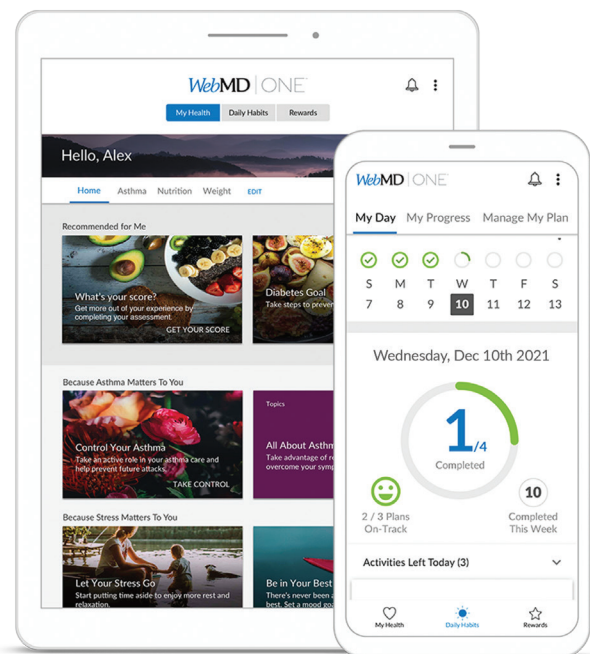 WebMD ONE
My Health Daily Habits Rewards
Hello, Alex
Home Asthma Nutrition Weight EDIT
Recommended for Me
What's your score?
Get more out of your experience by
completing your assessment.
GET YOUR SCORE
Diabetes Goal
Take steps to preven
Because Asthma Matters To You
Control Your Asthma
Take an active role in your asthma care and
help prevent future attacks.
TAKE CONTROL
Topics
All About Asthm
Take advantage of re
overcome your symp
Because Stress Matters To You
Let Your Stress Go
Start putting time aside to enjoy more rest and
relaxation.
Be in Your Best
There's never been a
best. Set a mood goa
WebMD ONE
My Day My Progress Manage My Plan
S M T W T F S
7 8 9 10 11 12 13
Wednesday, Dec 10th 2021
1/4
Completed
2 / 3 Plans
On-Track
10
Completed
This Week
Activities Left Today (3)
My Health Daily Habits Rewards